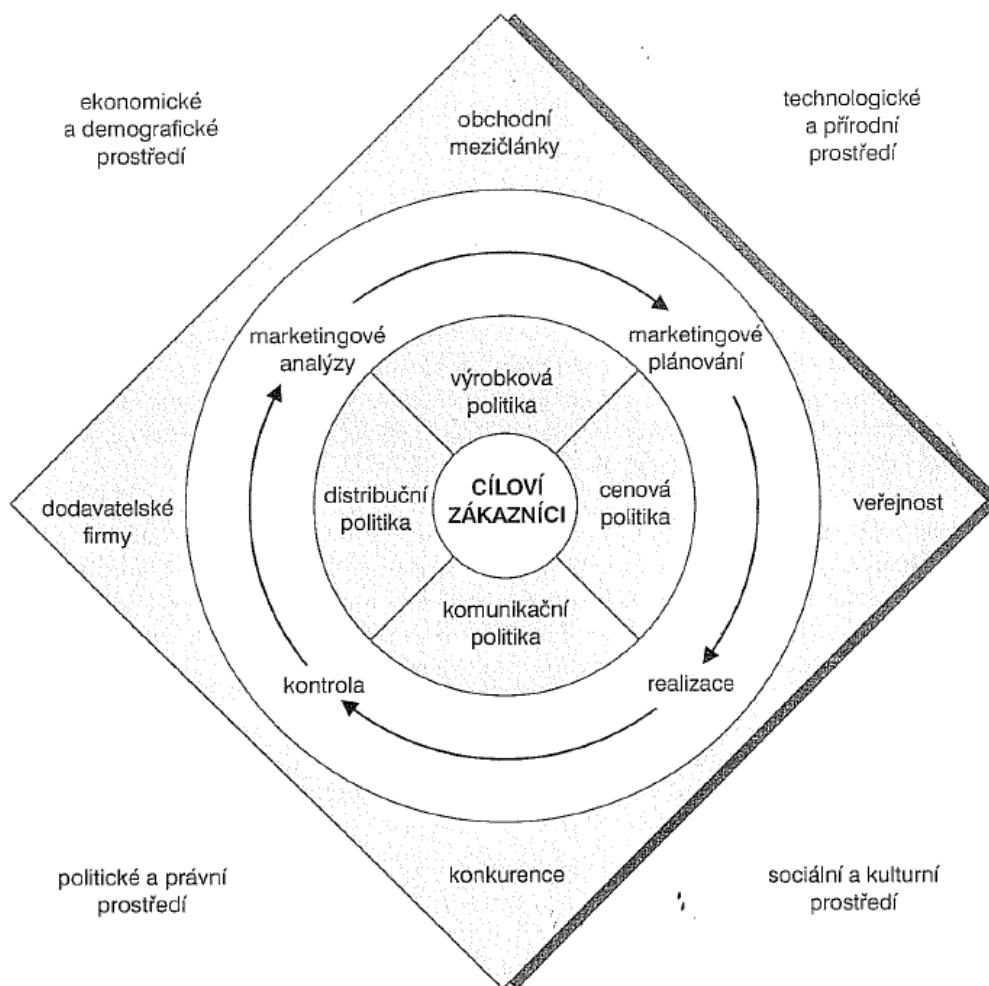 ekonomické
a demografické
prostředí
obchodní
mezičlánky
technologické
a přírodní
prostředí
marketingové
analýzy
marketingové
plánování
výrobková
politika
dodavatelské
firmy
distribuční
politika
CÍLOVÍ
ZÁKAZNÍCI
cenová
politika
veřejnost
komunikační
politika
kontrola
realizace
politické a právní
prostředí
konkurence
sociální a kulturní
prostředí